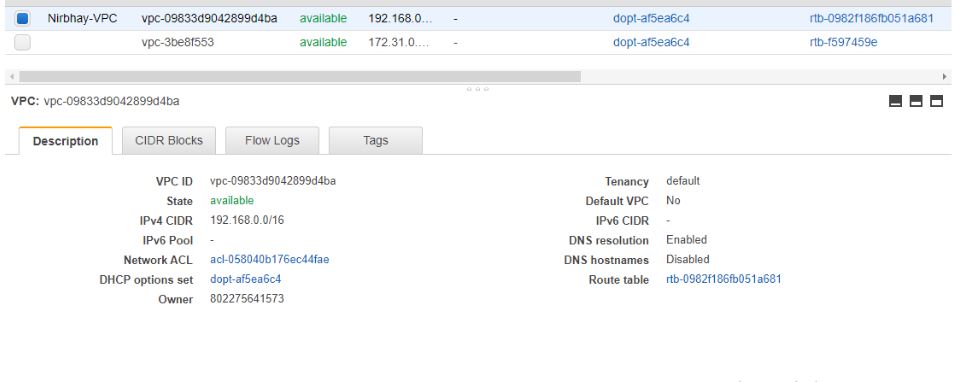 Nirbhay-VPC vpc-09833d9042899d4ba available 192.168.0... - dopt-af5ea6c4 rtb-0982f186fb051a681
vpc-3be8f553 available 172.31.0.... - dopt-af5ea6c4 rtb-f597459e
VPC: vpc-09833d9042899d4ba
Description CIDR Blocks Flow Logs Tags
VPC ID vpc-09833d9042899d4ba Tenancy default
State available Default VPC No
IPv4 CIDR 192.168.0.0/16 IPv6 CIDR -
IPv6 Pool - DNS resolution Enabled
Network ACL acl-058040b176ec44fae DNS hostnames Disabled
DHCP options set dopt-af5ea6c4 Route table rtb-0982f186fb051a681
Owner 802275641573